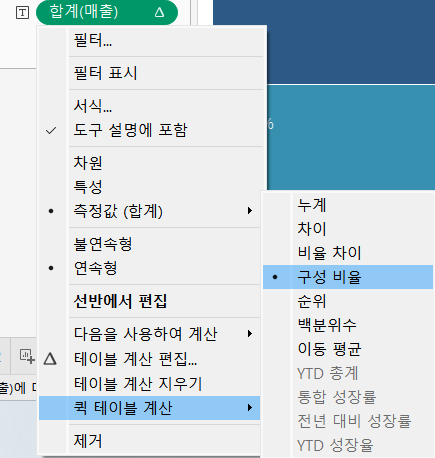 T 합계(매출) Δ
필터...
필터 표시
서식...
✓ 도구 설명에 포함
%
차원
특성
• 측정값 (합계)
불연속형
• 연속형
선반에서 편집
다음을 사용하여 계산
Δ 테이블 계산 편집...
출)에 다
테이블 계산 지우기
퀵 테이블 계산
제거
누계
차이
비율 차이
• 구성 비율
순위
백분위수
이동 평균
YTD 총계
통합 성장률
전년 대비 성장률
YTD 성장율